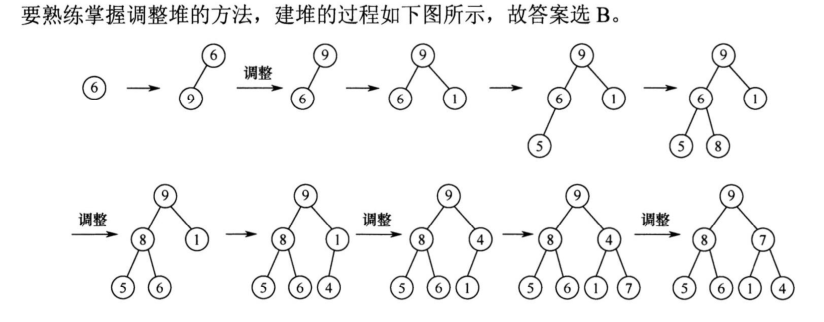 要熟练掌握调整堆的方法，建堆的过程如下图所示，故答案选 B。
6 6 9 调整 9 6 9 6 1 9 6 1 5 9 6 1 5 8
调整 9 8 1 5 6 9 8 1 5 6 4 调整 9 8 4 5 6 1 9 8 4 5 6 1 7 调整 9 8 7 5 6 1 4